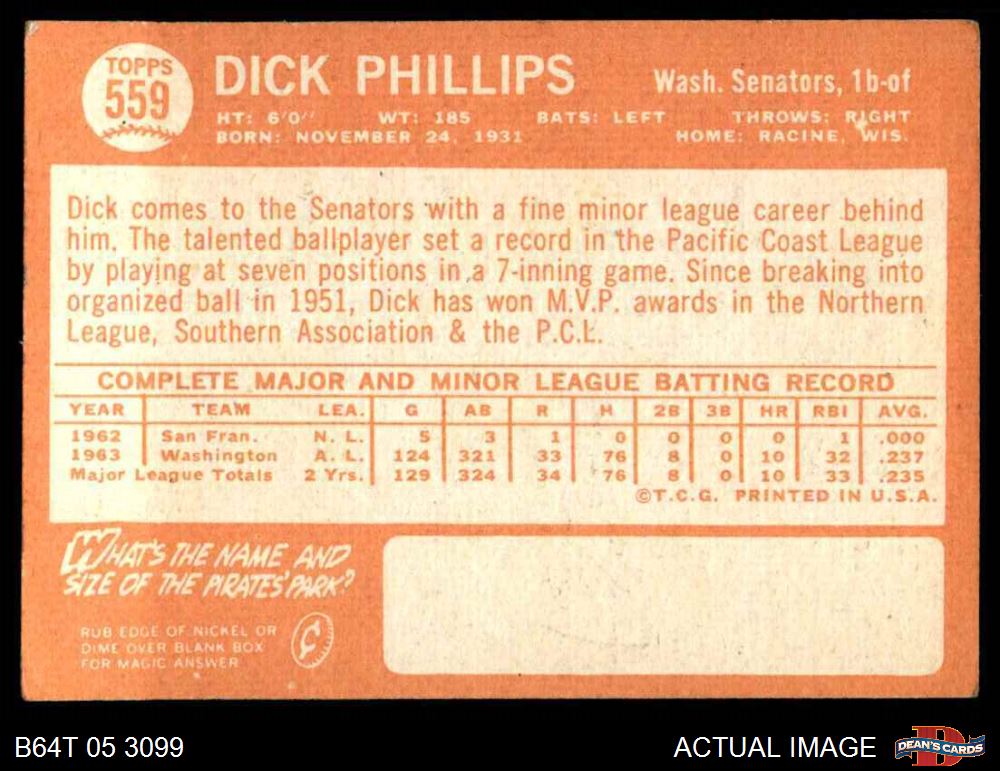 TOPPS
559
DICK PHILLIPS
Wash. Senators, 1b-of
HT: 6'0" WT: 185 BATS: LEFT THROWS: RIGHT
BORN: NOVEMBER 24, 1931 HOME: RACINE, WIS.
Dick comes to the Senators with a fine minor league career behind
him. The talented ballplayer set a record in the Pacific Coast League
by playing at seven positions in a 7-inning game. Since breaking into
organized ball in 1951, Dick has won M.V.P. awards in the Northern
League, Southern Association & the P.C.L.
COMPLETE MAJOR AND MINOR LEAGUE BATTING RECORD
YEAR TEAM LEA. G AB R H 2B 3B HR RBI AVG.
1962 San Fran. N. L. 5 3 1 0 0 0 0 1 .000
1963 Washington A. L. 124 321 33 76 8 0 10 32 .237
Major League Totals 2 Yrs. 129 324 34 76 8 0 10 33 .235
©T.C.G. PRINTED IN U.S.A.
WHAT'S THE NAME AND
SIZE OF THE PIRATES' PARK?
RUB EDGE OF NICKEL OR
DIME OVER BLANK BOX
FOR MAGIC ANSWER
¢
B64T 05 3099
ACTUAL IMAGE
D
DEAN'S CARDS